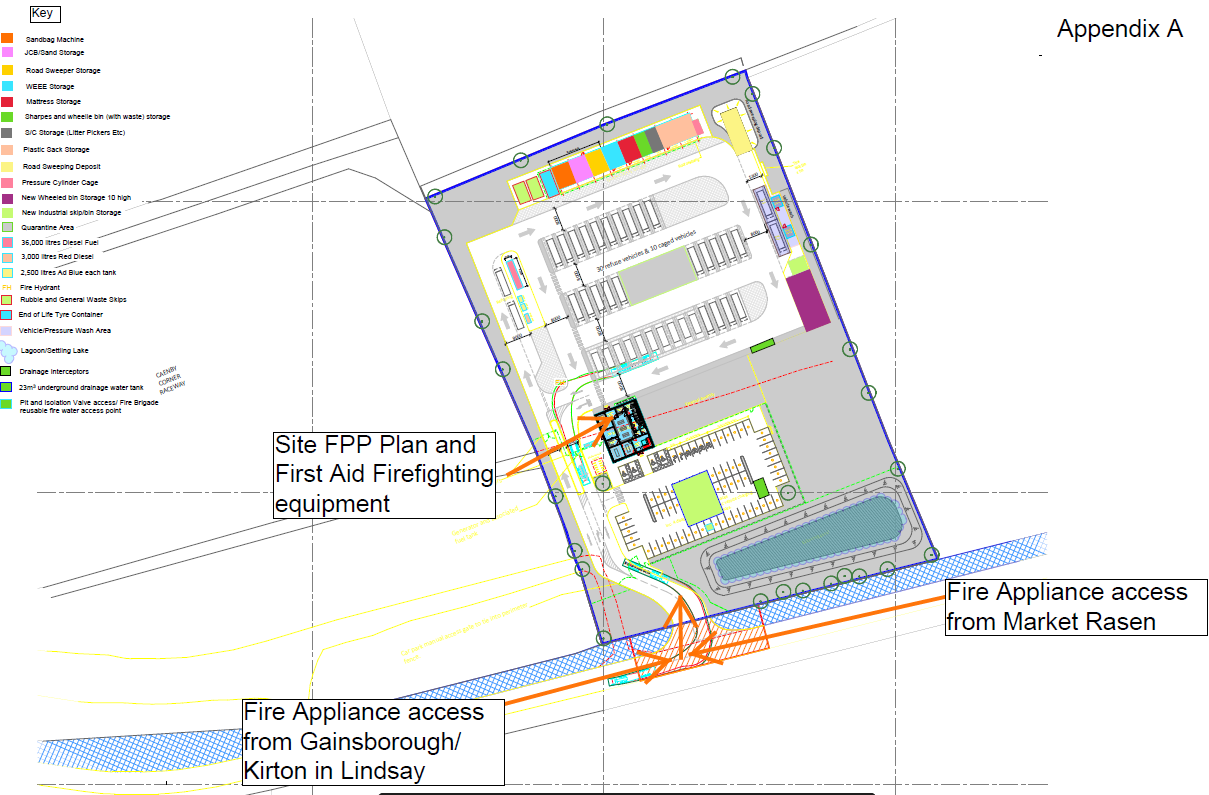 Key
Appendix A
Sandbag Machine
JCB/Sand Storage
Road Sweeper Storage
WEEE Storage
Mattress Storage
Sharpes and wheelie bin (with waste) storage
S/C Storage (Litter Pickers Etc)
Plastic Sack Storage
Road Sweeping Deposit
Pressure Cylinder Cage
New Wheeled bin Storage 10 high
New Industrial skip/bin Storage
Quarantine Area
36,000 litres Diesel Fuel
3,000 litres Red Diesel
2,500 litres Ad Blue each tank
FH Fire Hydrant
Rubble and General Waste Skips
End of Life Tyre Container
Vehicle/Pressure Wash Area
Lagoon/Settling Lake
Drainage Interceptors
23m³ underground drainage water tank
Pit and Isolation Valve access/ Fire Brigade
reusable fire water access point
CAENBY
CORNER
RACEWAY
30 refuse vehicles & 10 caged vehicles
Site FPP Plan and
First Aid Firefighting
equipment
Fire Appliance access
from Market Rasen
Fire Appliance access
from Gainsborough/
Kirton in Lindsay